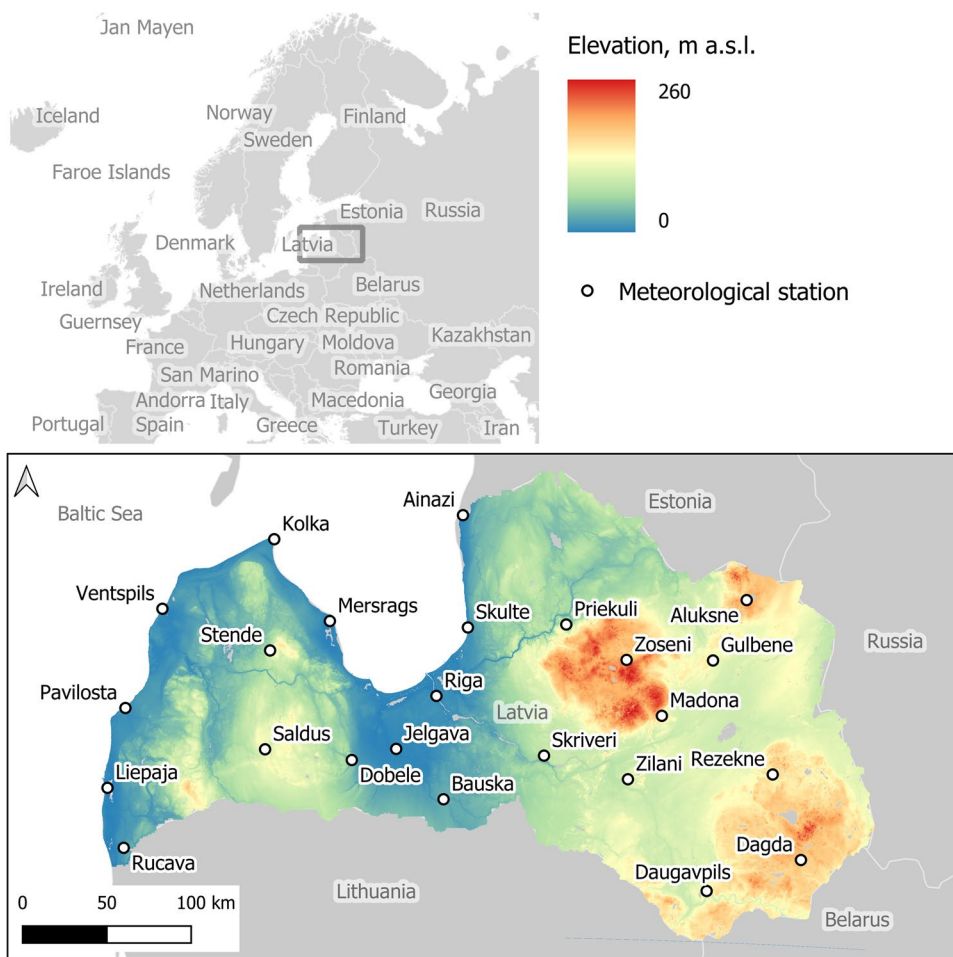 Jan Mayen
Iceland
Norway
Finland
Sweden
Faroe Islands
Estonia
Russia
Denmark
Latvia
Ireland
Netherlands
Belarus
Guernsey
Czech Republic
France
Hungary
Moldova
Kazakhstan
San Marino
Romania
Andorra
Italy
Macedonia
Georgia
Portugal
Spain
Greece
Turkey
Iran
Elevation, m a.s.l.
260
0
Meteorological station
Baltic Sea
Estonia
Ainazi
Kolka
Ventspils
Mersrags
Skulte
Priekuli
Aluksne
Stende
Zoseni
Gulbene
Russia
Pavilosta
Riga
Latvia
Madona
Saldus
Jelgava
Skriveri
Liepaja
Dobele
Bauska
Zilani
Rezekne
Rucava
Dagda
Lithuania
Daugavpils
Belarus
0 50 100 km